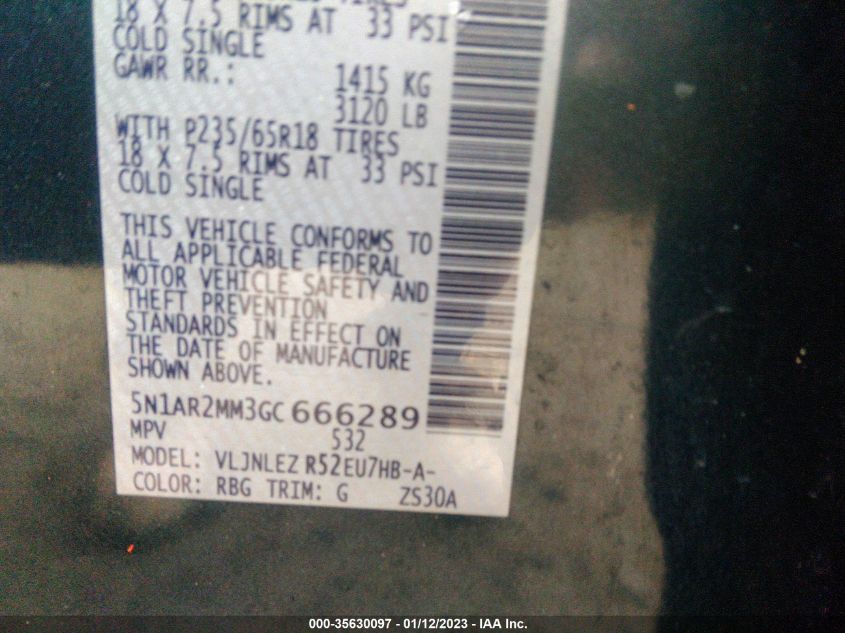 18 X 7.5 RIMS AT 33 PSI
COLD SINGLE
GAWR RR.: 1415 KG
3120 LB
WITH P235/65R18 TIRES
18 X 7.5 RIMS AT 33 PSI
COLD SINGLE
THIS VEHICLE CONFORMS TO
ALL APPLICABLE FEDERAL
MOTOR VEHICLE SAFETY AND
THEFT PREVENTION
STANDARDS IN EFFECT ON
THE DATE OF MANUFACTURE
SHOWN ABOVE.
5N1AR2MM3GC 666289
MPV 532
MODEL: VLJNLEZ R52EU7HB-A-
COLOR: RBG TRIM: G ZS30A
000-35630097 - 01/12/2023 - IAA Inc.